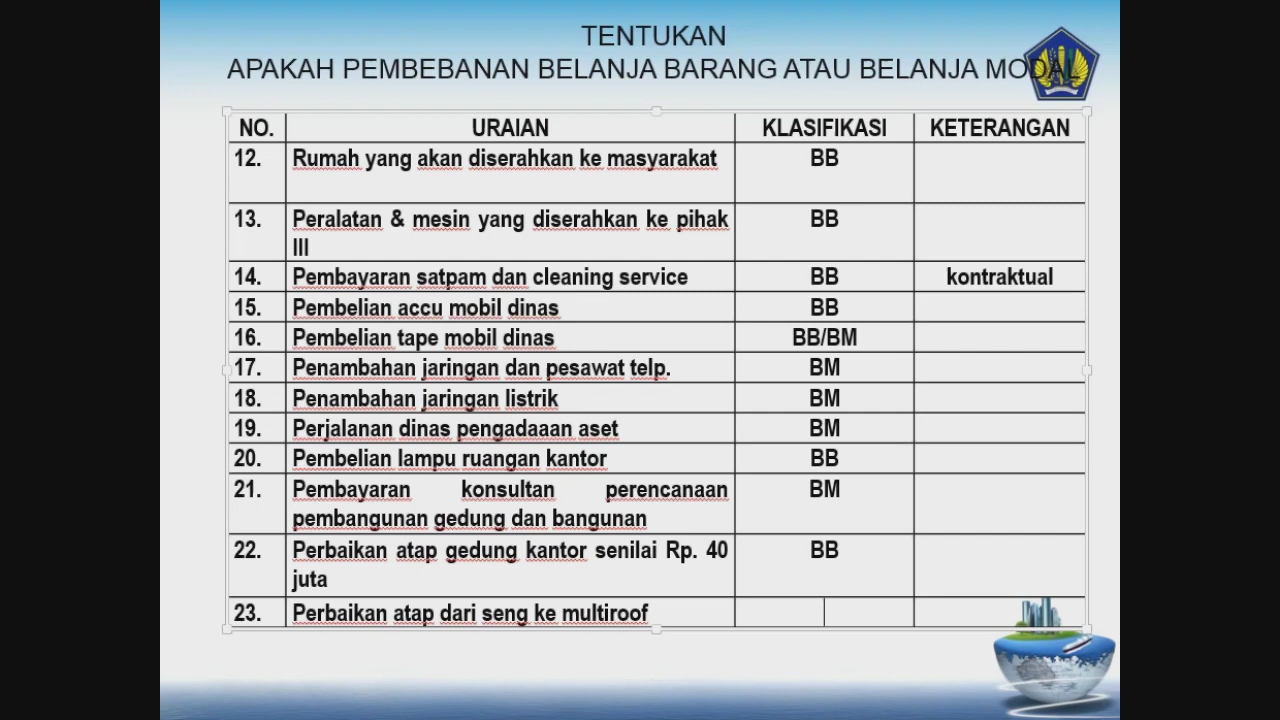 TENTUKAN
APAKAH PEMBEBANAN BELANJA BARANG ATAU BELANJA MODAL
NO. URAIAN KLASIFIKASI KETERANGAN
12. Rumah yang akan diserahkan ke masyarakat BB
13. Peralatan & mesin yang diserahkan ke pihak BB
III
14. Pembayaran satpam dan cleaning service BB kontraktual
15. Pembelian accu mobil dinas BB
16. Pembelian tape mobil dinas BB/BM
17. Penambahan jaringan dan pesawat telp. BM
18. Penambahan jaringan listrik BM
19. Perjalanan dinas pengadaaan aset BM
20. Pembelian lampu ruangan kantor BB
21. Pembayaran konsultan perencanaan BM
pembangunan gedung dan bangunan
22. Perbaikan atap gedung kantor senilai Rp. 40 BB
juta
23. Perbaikan atap dari seng ke multiroof